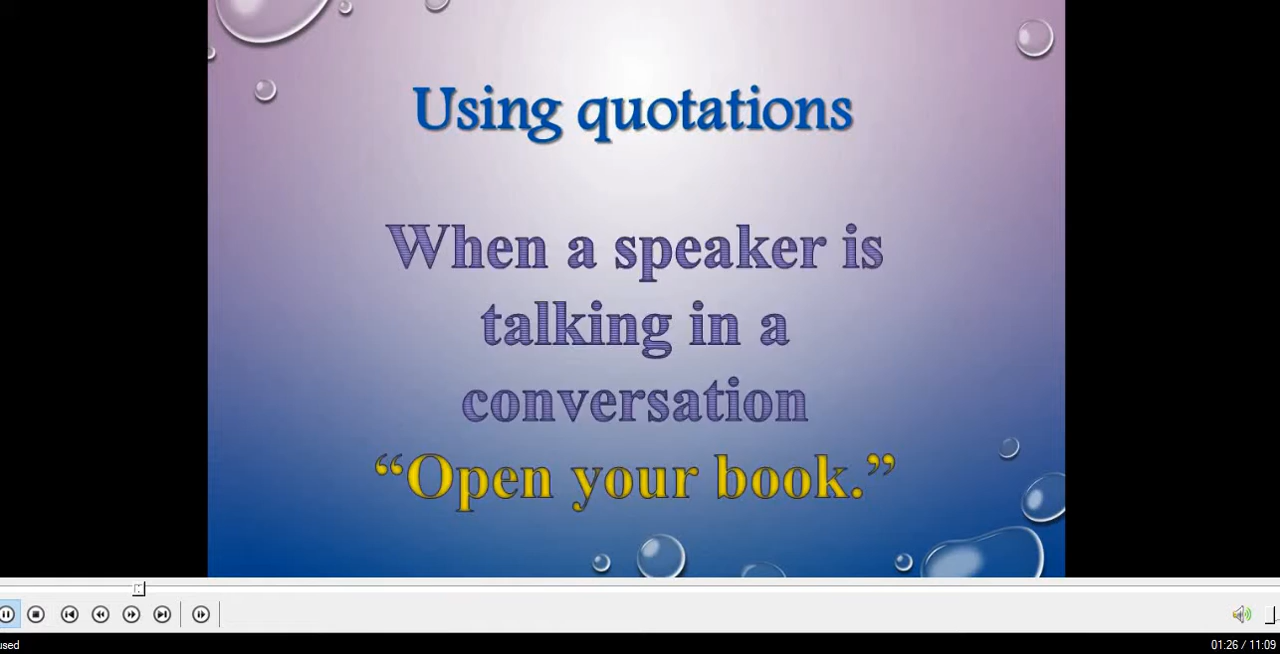 Using quotations
When a speaker is
talking in a
conversation
“Open your book.”
used
01:26 / 11:09